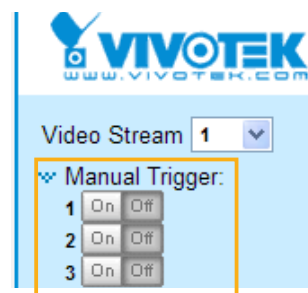 VIVOTEK
www.vivotek.com
Video Stream 1
Manual Trigger:
1 On Off
2 On Off
3 On Off